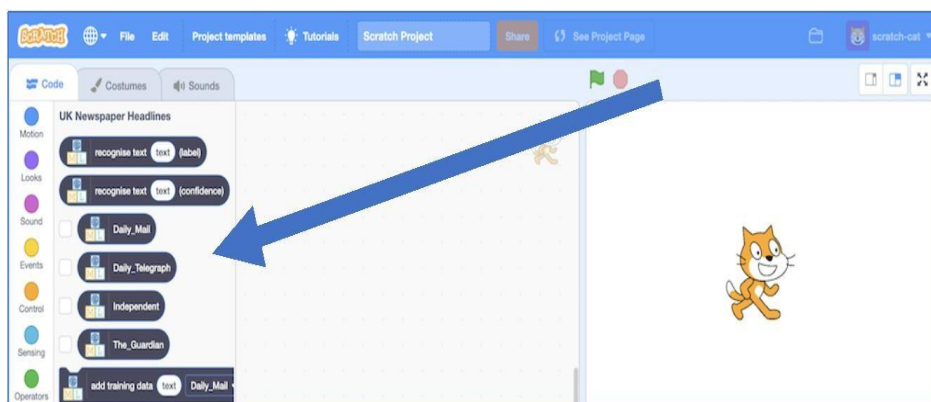 SCRATCH File Edit Project templates Tutorials Scratch Project Share See Project Page scratch-cat
Code Costumes Sounds
UK Newspaper Headlines
Motion
recognise text text (label)
Looks
recognise text text (confidence)
Sound
Daily_Mail
Events
Daily_Telegraph
Control
Independent
Sensing
The_Guardian
Operators
add training data text Daily_Mail